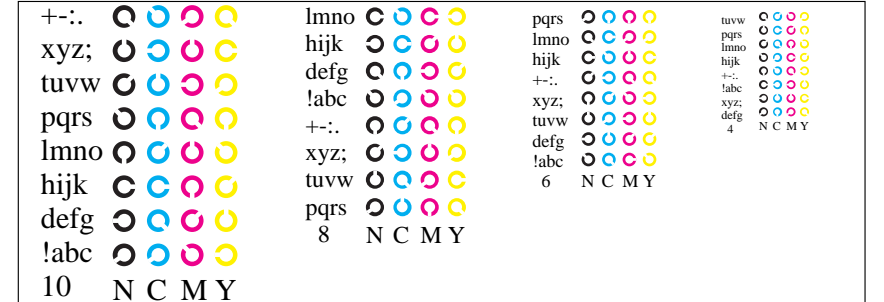 +-:.
xyz;
tuvw
pqrs
lmno
hijk
defg
!abc
10 N C M Y
lmno
hijk
defg
!abc
+-:.
xyz;
tuvw
pqrs
8 N C M Y
pqrs
lmno
hijk
+-:.
xyz;
tuvw
defg
!abc
6 N C M Y
tuvw
pqrs
lmno
hijk
+-:.
!abc
xyz;
defg
4 N C M Y